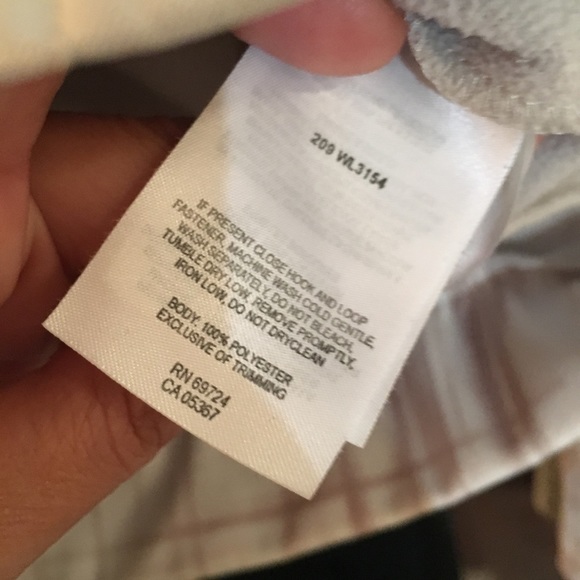 209 WL3154
IF PRESENT CLOSE HOOK AND LOOP
FASTENER, MACHINE WASH COLD GENTLE,
WASH SEPARATELY, DO NOT BLEACH,
TUMBLE DRY LOW, REMOVE PROMPTLY,
IRON LOW, DO NOT DRYCLEAN
BODY: 100% POLYESTER
EXCLUSIVE OF TRIMMING
RN 69724
CA 05367